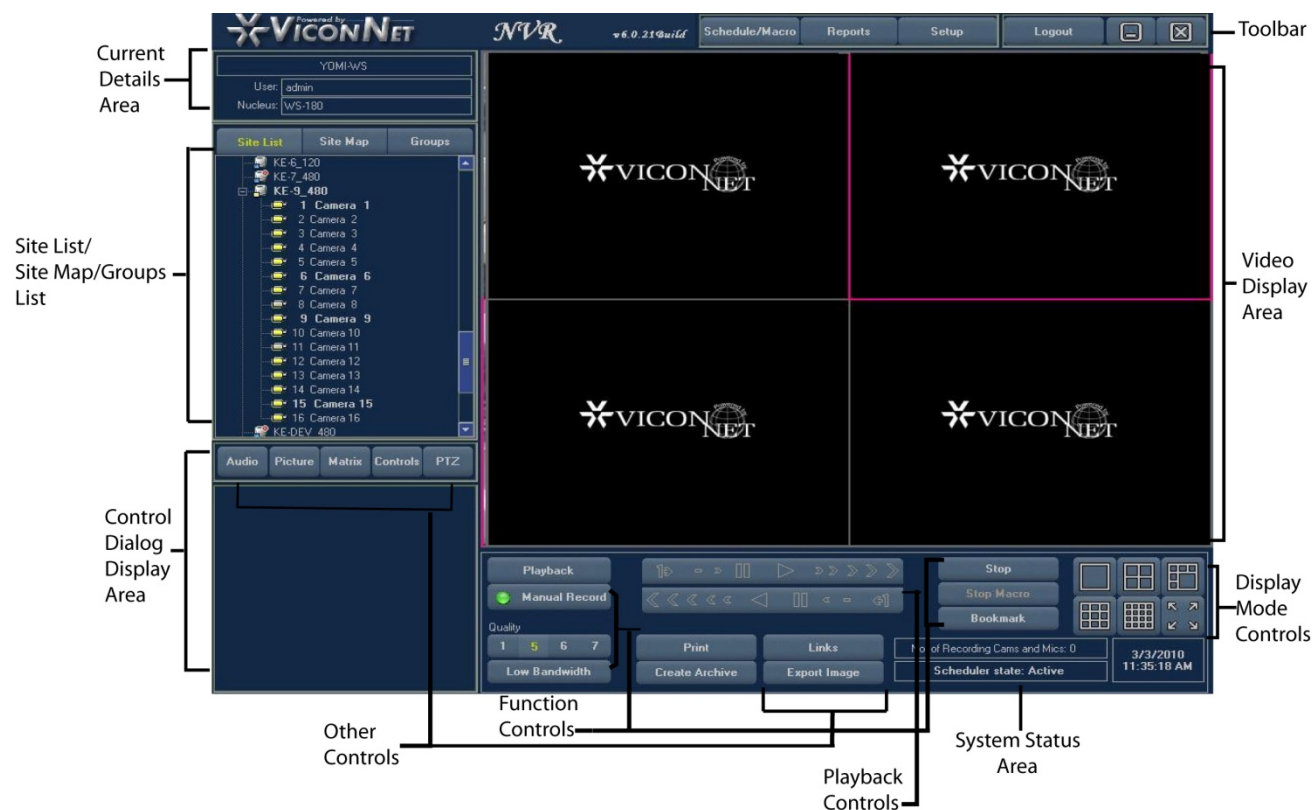 Powered by
VICONNET
NVR
v6.0.21Build
Schedule/Macro
Reports
Setup
Logout
Toolbar
Current
Details
Area
YOMI-WS
User: admin
Nucleus: WS-180
Site List
Site Map
Groups
KE-6_120
KE-7_480
KE-9_480
1 Camera 1
2 Camera 2
3 Camera 3
4 Camera 4
5 Camera 5
6 Camera 6
7 Camera 7
8 Camera 8
9 Camera 9
10 Camera 10
11 Camera 11
12 Camera 12
13 Camera 13
14 Camera 14
15 Camera 15
16 Camera 16
KE-DEV_480
Site List/
Site Map/Groups
List
Powered by
VICON NET
Powered by
VICON NET
Powered by
VICON NET
Powered by
VICON NET
Video
Display
Area
Audio
Picture
Matrix
Controls
PTZ
Control
Dialog
Display
Area
Playback
Manual Record
Quality
1 5 6 7
Low Bandwidth
Print
Links
Create Archive
Export Image
Stop
Stop Macro
Bookmark
No. of Recording Cams and Mics: 0
Scheduler state: Active
3/3/2010
11:35:18 AM
Display
Mode
Controls
Other
Controls
Function
Controls
Playback
Controls
System Status
Area